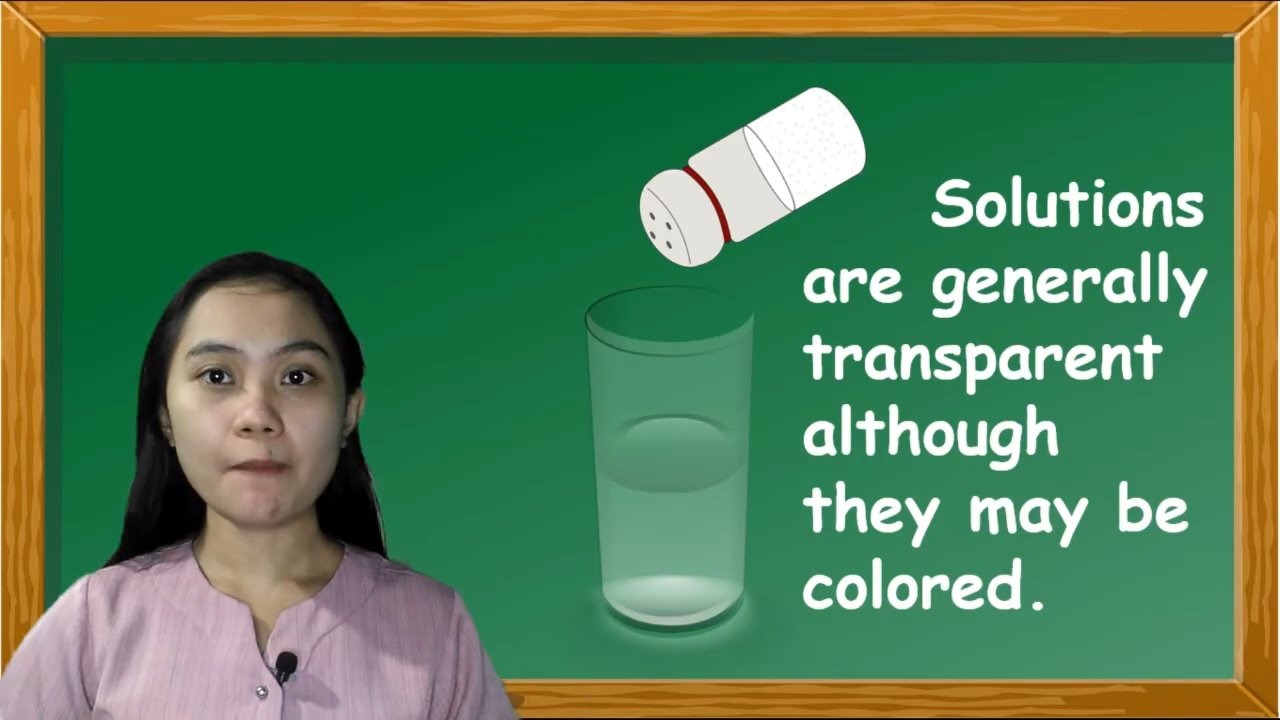 Solutions
are generally
transparent
although
they may be
colored.